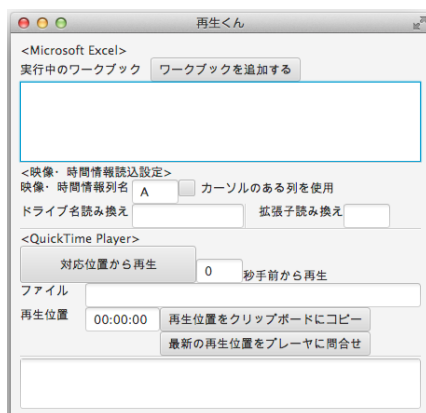 再生くん
<Microsoft Excel>
実行中のワークブック ワークブックを追加する
<映像・時間情報読込設定>
映像・時間情報列名 A カーソルのある列を使用
ドライブ名読み換え 拡張子読み換え
<QuickTime Player>
対応位置から再生 0 秒手前から再生
ファイル
再生位置 00:00:00 再生位置をクリップボードにコピー
最新の再生位置をプレーヤに問合せ